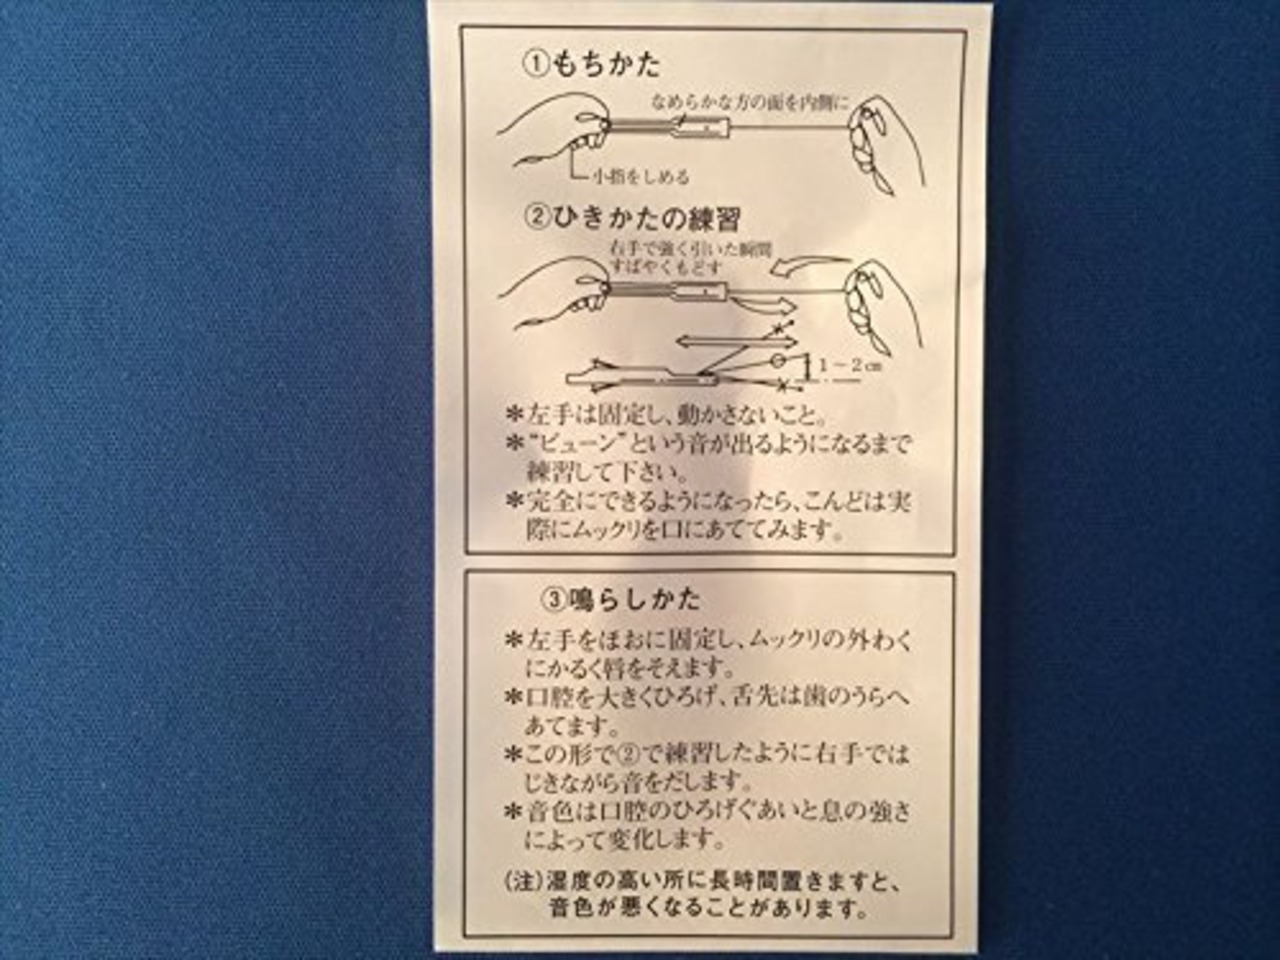 ①もちかた
なめらかな方の面を内側に
小指をしめる
②ひきかたの練習
右手で強く引いた瞬間
すばやくもどす
1～2㎝
＊左手は固定し、動かさないこと。
＊“ビューン”という音が出るようになるまで
練習して下さい。
＊完全にできるようになったら、こんどは実
際にムックリを口にあててみます。
③鳴らしかた
＊左手をほおに固定し、ムックリの外わく
にかるく唇をそえます。
＊口腔を大きくひろげ、舌先は歯のうらへ
あてます。
＊この形で②で練習したように右手では
じきながら音をだします。
＊音色は口腔のひろげぐあいと息の強さ
によって変化します。
(注)湿度の高い所に長時間置きますと、
音色が悪くなることがあります。